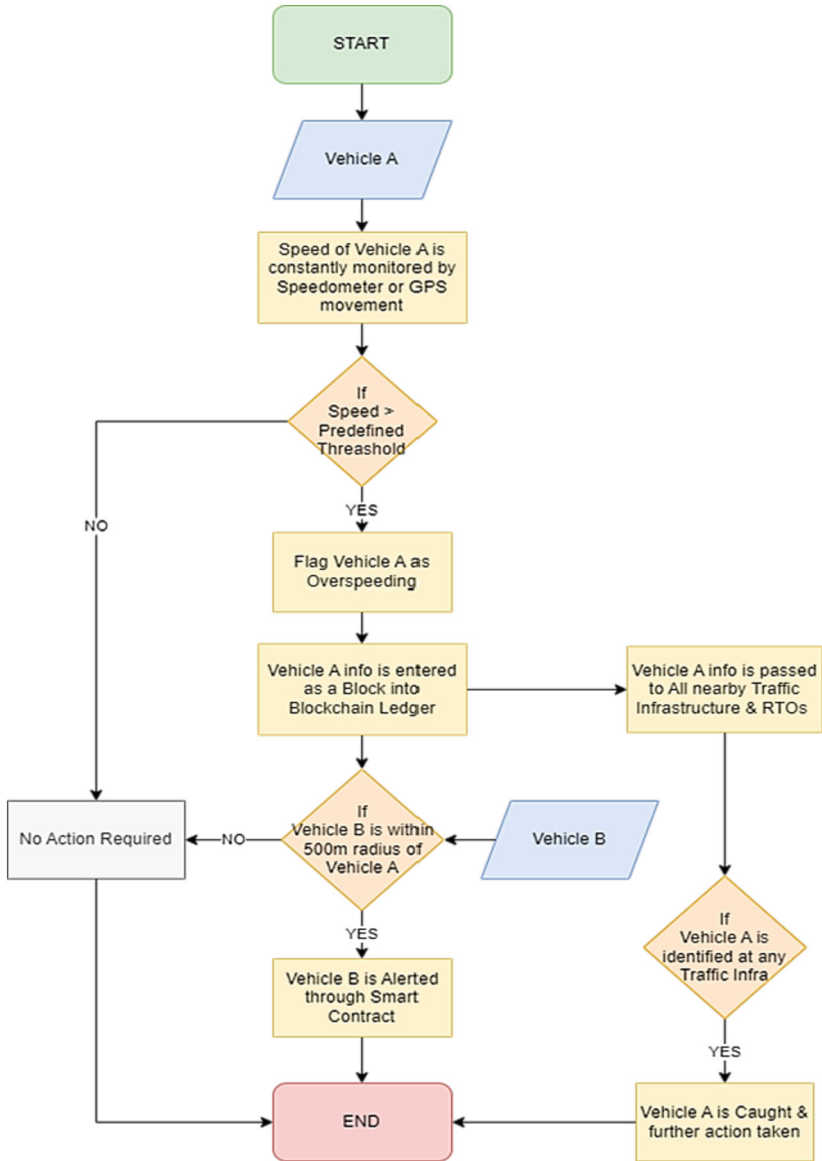 START
Vehicle A
Speed of Vehicle A is
constantly monitored by
Speedometer or GPS
movement
If
Speed >
Predefined
Threashold
NO
YES
Flag Vehicle A as
Overspeeding
Vehicle A info is entered
as a Block into
Blockchain Ledger
Vehicle A info is passed
to All nearby Traffic
Infrastructure & RTOs
No Action Required
NO
If
Vehicle B is within
500m radius of
Vehicle A
Vehicle B
YES
If
Vehicle A is
identified at any
Traffic Infra
Vehicle B is Alerted
through Smart
Contract
YES
END
Vehicle A is Caught &
further action taken